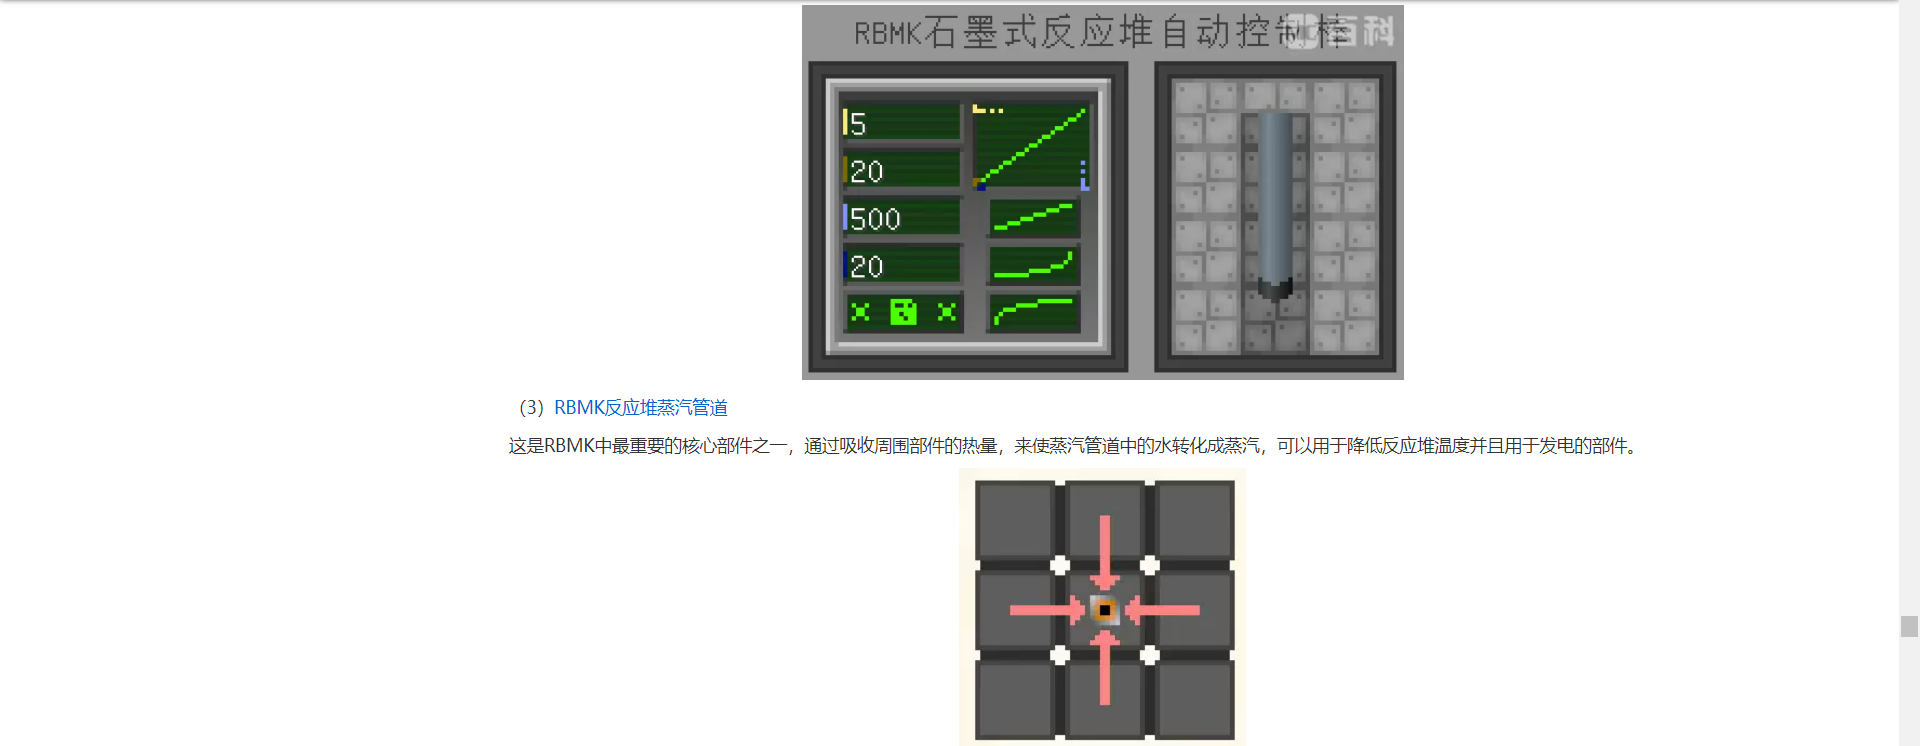 RBMK石墨式反应堆自动控制棒
百科
5
20
500
20
（3）RBMK反应堆蒸汽管道
这是RBMK中最重要的核心部件之一，通过吸收周围部件的热量，来使蒸汽管道中的水转化成蒸汽，可以用于降低反应堆温度并且用于发电的部件。